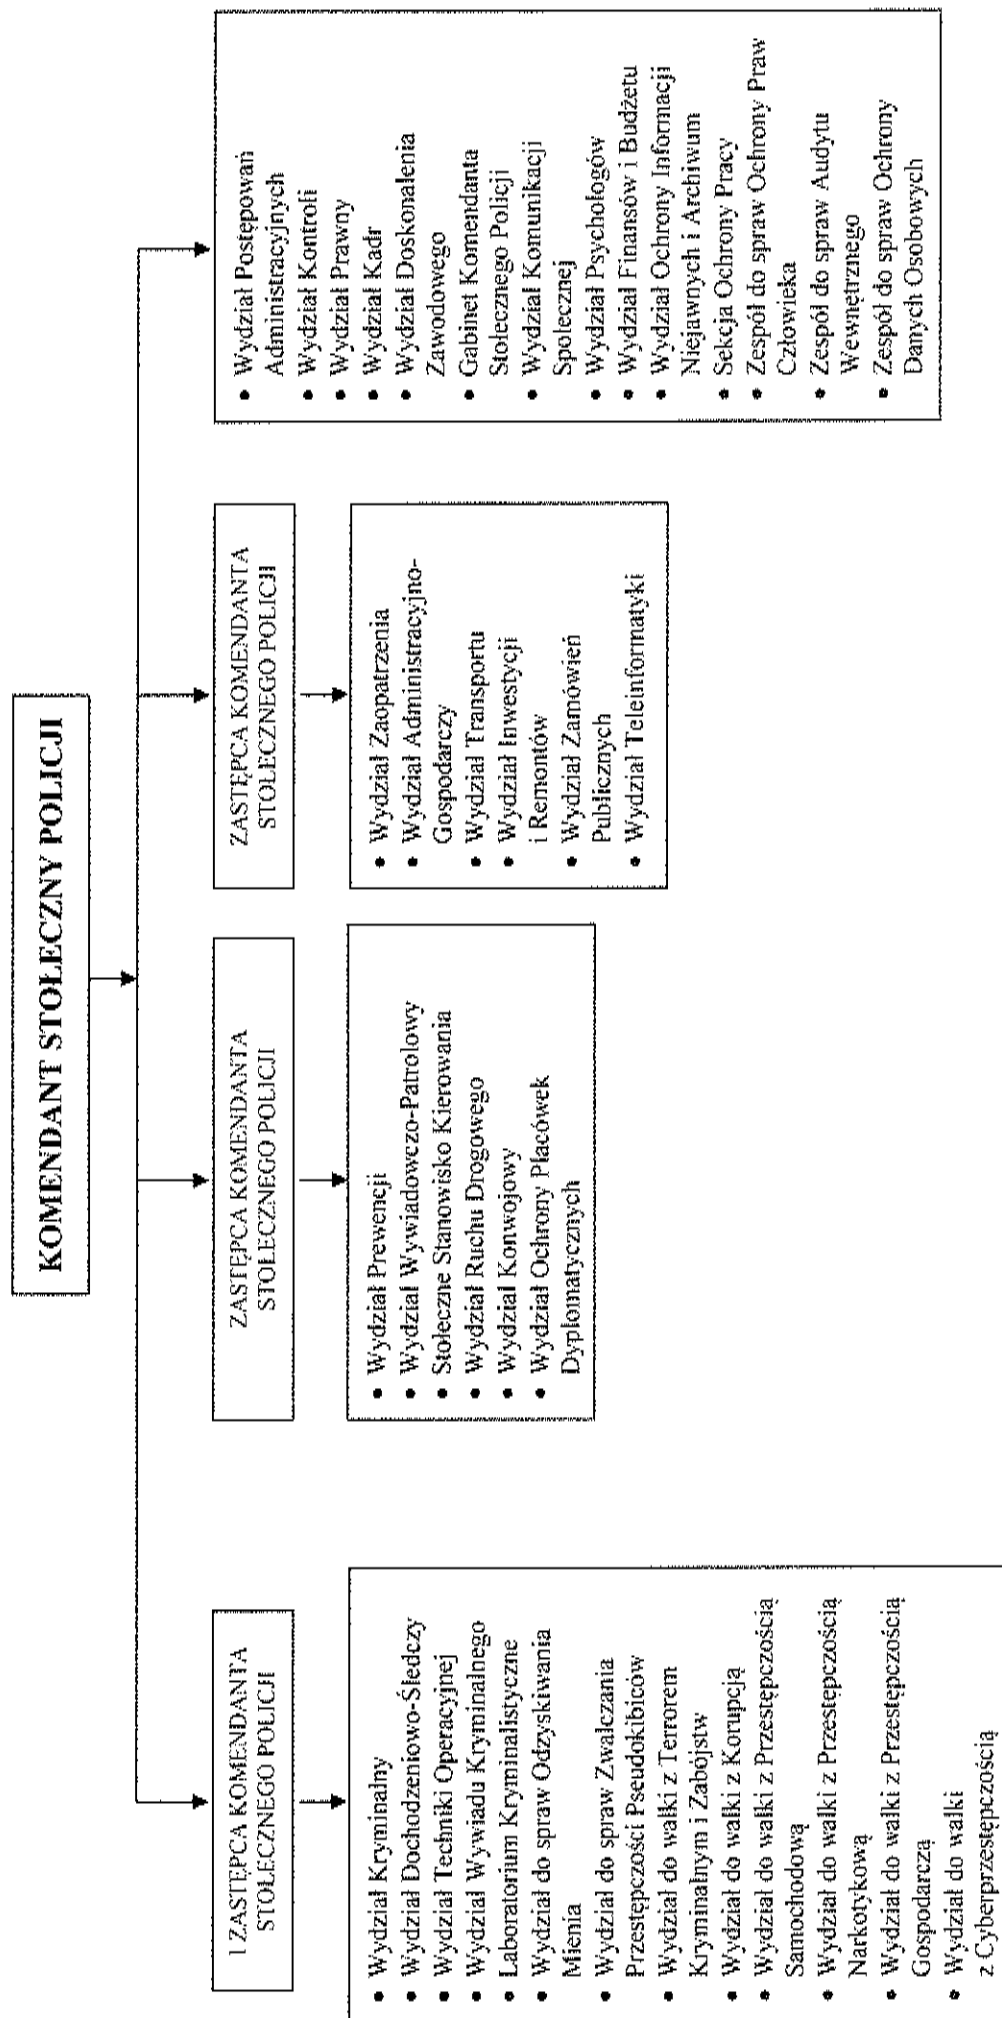 KOMENDANT STOŁECZNY POLICJI
I ZASTĘPCA KOMENDANTA
STOŁECZNEGO POLICJI
• Wydział Kryminalny
• Wydział Dochodzeniowo-Śledczy
• Wydział Techniki Operacyjnej
• Wydział Wywiadu Kryminalnego
• Laboratorium Kryminalistyczne
• Wydział do spraw Odzyskiwania
Mienia
• Wydział do spraw Zwalczania
Przestępczości Pseudokibiców
• Wydział do walki z Terrorem
Kryminalnym i Zabójstw
• Wydział do walki z Korupcją
• Wydział do walki z Przestępczością
Samochodową
• Wydział do walki z Przestępczością
Narkotykową
• Wydział do walki z Przestępczością
Gospodarczą
• Wydział do walki
z Cyberprzestępczością
ZASTĘPCA KOMENDANTA
STOŁECZNEGO POLICJI
• Wydział Prewencji
• Wydział Wywiadowczo-Patrolowy
• Stołeczne Stanowisko Kierowania
• Wydział Ruchu Drogowego
• Wydział Konwojowy
• Wydział Ochrony Placówek
Dyplomatycznych
ZASTĘPCA KOMENDANTA
STOŁECZNEGO POLICJI
• Wydział Zaopatrzenia
• Wydział Administracyjno-
Gospodarczy
• Wydział Transportu
• Wydział Inwestycji
i Remontów
• Wydział Zamówień
Publicznych
• Wydział Teleinformatyki
• Wydział Postępowań
Administracyjnych
• Wydział Kontroli
• Wydział Prawny
• Wydział Kadr
• Wydział Doskonalenia
Zawodowego
• Gabinet Komendanta
Stołecznego Policji
• Wydział Komunikacji
Społecznej
• Wydział Psychologów
• Wydział Finansów i Budżetu
• Wydział Ochrony Informacji
Niejawnych i Archiwum
• Sekcja Ochrony Pracy
• Zespół do spraw Ochrony Praw
Człowieka
• Zespół do spraw Audytu
Wewnętrznego
• Zespół do spraw Ochrony
Danych Osobowych